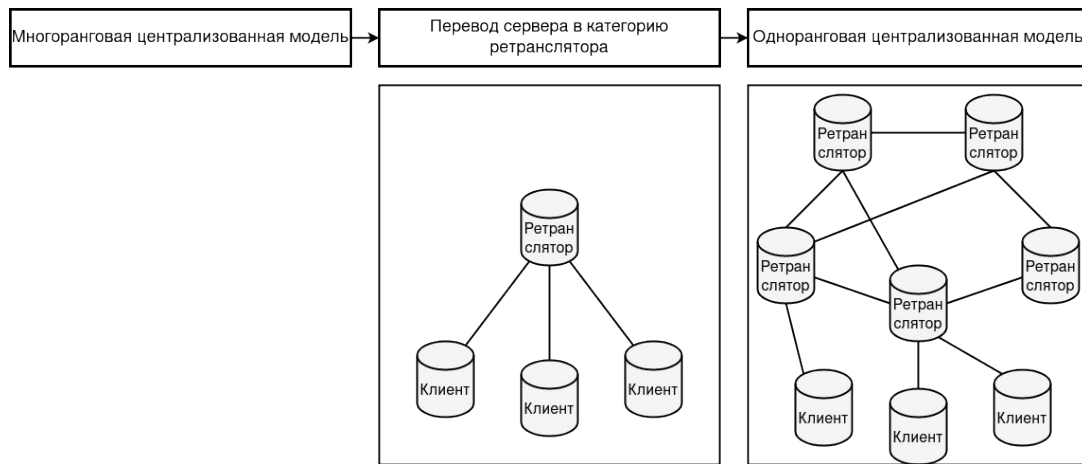 Многоранговая централизованная модель
Перевод сервера в категорию
ретранслятора
Одноранговая централизованная модель
Ретран
слятор
Клиент
Клиент
Клиент
Ретран
слятор
Ретран
слятор
Ретран
слятор
Ретран
слятор
Ретран
слятор
Клиент
Клиент
Клиент